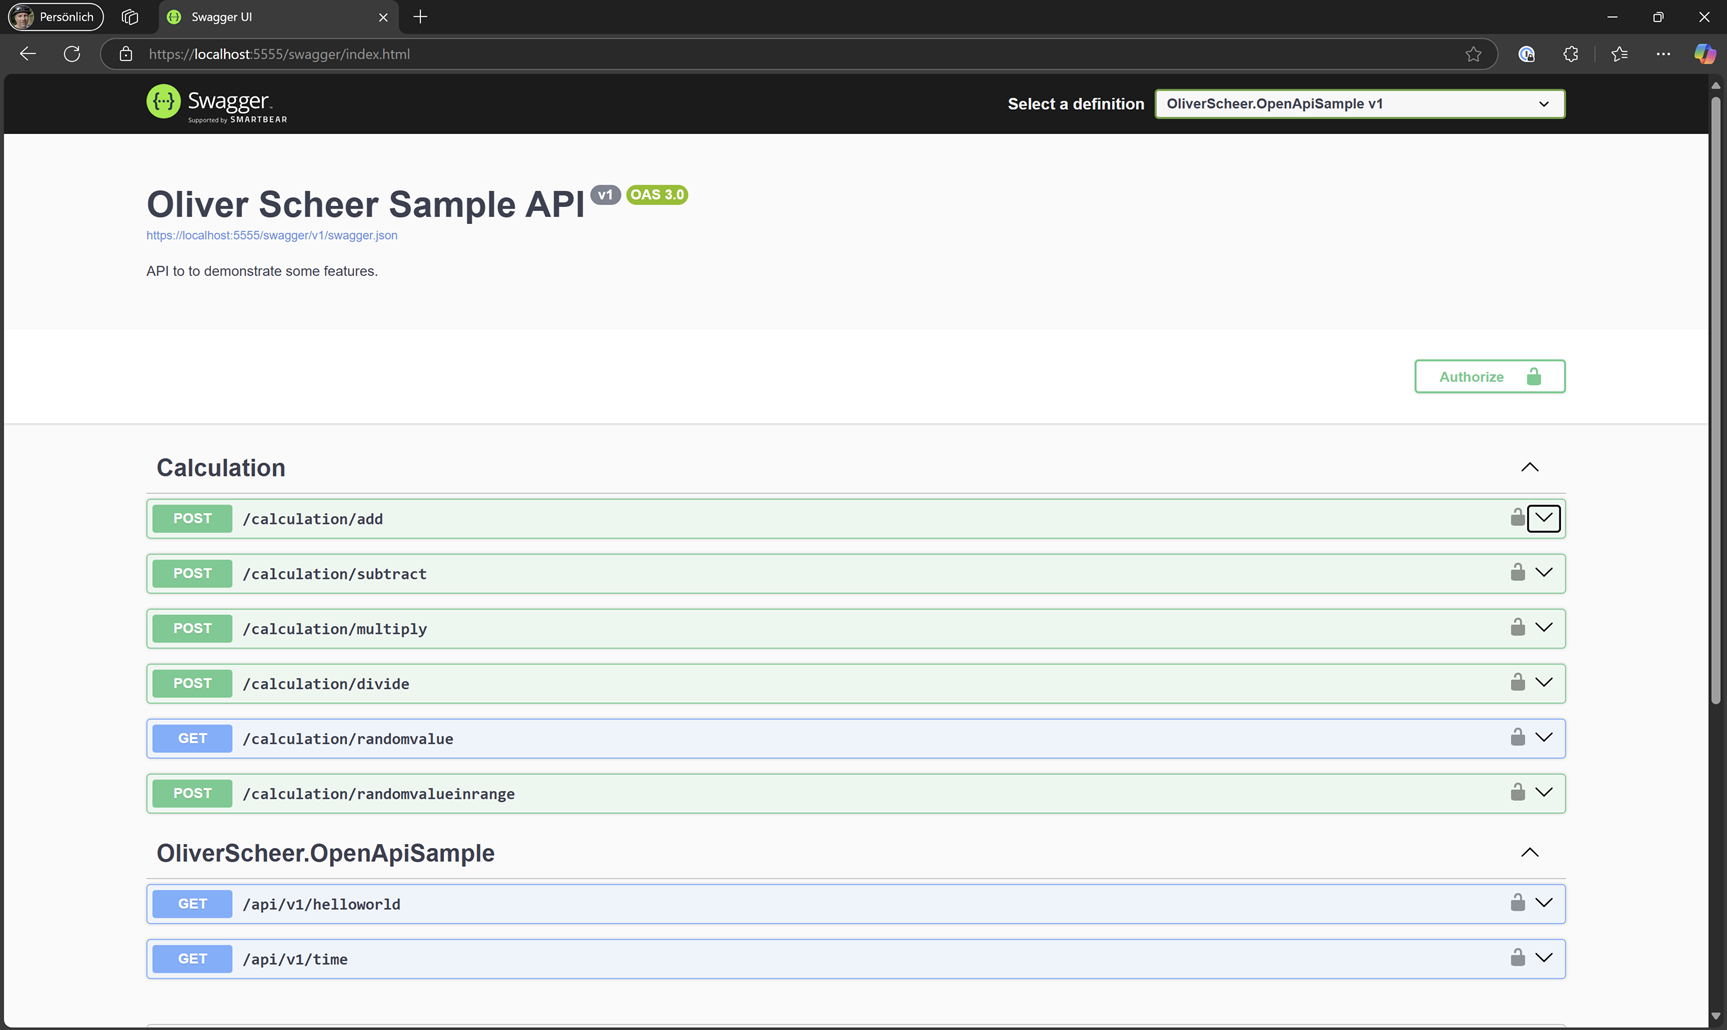 Persönlich
Swagger UI
https://localhost:5555/swagger/index.html
Swagger
Supported by SMARTBEAR
Select a definition
OliverScheer.OpenApiSample v1
Oliver Scheer Sample API v1 OAS 3.0
https://localhost:5555/swagger/v1/swagger.json
API to to demonstrate some features.
Authorize
Calculation
POST /calculation/add
POST /calculation/subtract
POST /calculation/multiply
POST /calculation/divide
GET /calculation/randomvalue
POST /calculation/randomvalueinrange
OliverScheer.OpenApiSample
GET /api/v1/helloworld
GET /api/v1/time